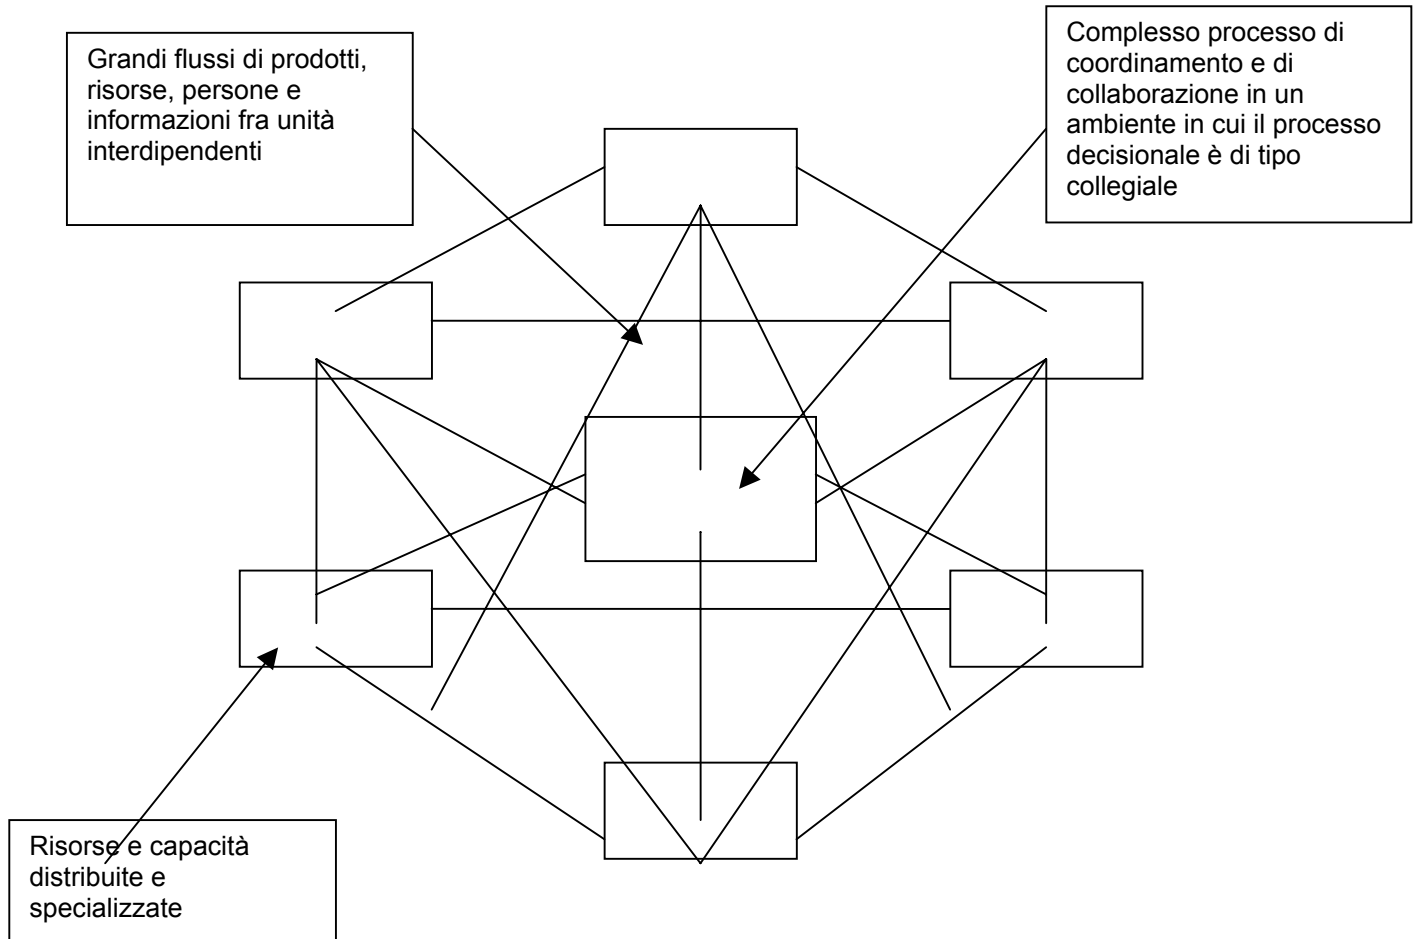 Grandi flussi di prodotti,
risorse, persone e
informazioni fra unità
interdipendenti
Complesso processo di
coordinamento e di
collaborazione in un
ambiente in cui il processo
decisionale è di tipo
collegiale
Risorse e capacità
distribuite e
specializzate